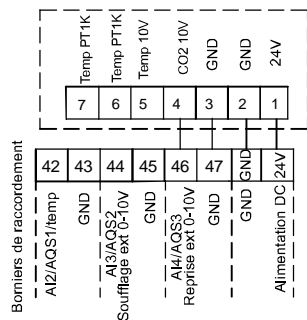 Temp PT1K
Temp PT1K
Temp 10V
CO2 10V
GND
GND
24V
7 6 5 4 3 2 1
Borniers de raccordement
42 43 44 45 46 47 GND 24V
AI2/AQS1/temp
GND
AI3/AQS2
Soufflage ext 0-10V
GND
AI4/AQS3
Reprise ext 0-10V
GND
GND
Alimentation DC